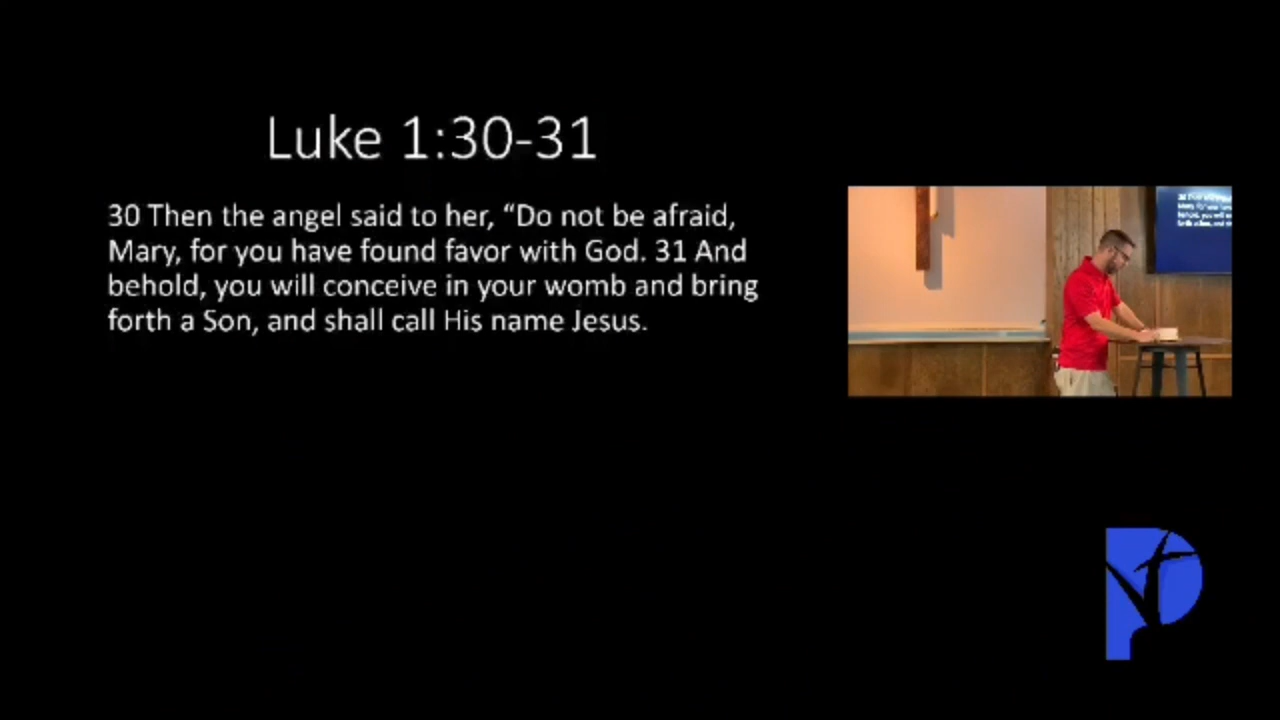 Luke 1:30-31
30 Then the angel said to her, “Do not be afraid,
Mary, for you have found favor with God. 31 And
behold, you will conceive in your womb and bring
forth a Son, and shall call His name Jesus.